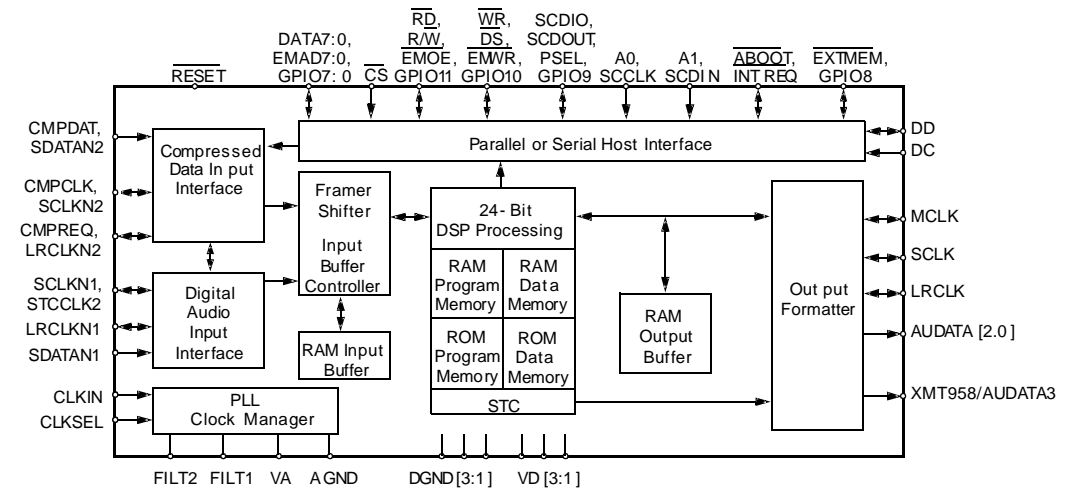 RD,
WR,
SCDIO,
DATA7:0,
R/W,
DS,
SCDOUT,
EMAD7:0,
EMOE,
EMWR,
PSEL,
A0,
A1,
ABOOT,
EXTMEM,
RESET
GPIO7:0
CS
GPIO11
GPIO10
GPIO9
SCCLK
SCDIN
INTREQ
GPIO8
CMPDAT,
SDATAN2
CMPCLK,
SCLKN2
CMPREQ,
LRCLKN2
SCLKN1,
STCCLK2
LRCLKN1
SDATAN1
CLKIN
CLKSEL
Parallel or Serial Host Interface
Compressed
Data Input
Interface
Framer
Shifter
Input
Buffer
Controller
24-Bit
DSP Processing
RAM
Program
Memory
RAM
Data
Memory
ROM
Program
Memory
ROM
Data
Memory
STC
Digital
Audio
Input
Interface
RAM Input
Buffer
RAM
Output
Buffer
Output
Formatter
PLL
Clock Manager
DD
DC
MCLK
SCLK
LRCLK
AUDATA [2.0]
XMT958/AUDATA3
FILT2
FILT1
VA
AGND
DGND [3:1]
VD [3:1]